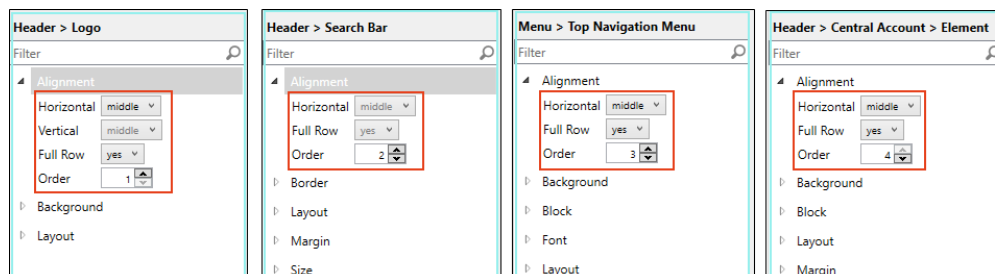 Header > Logo
Filter
Alignment
Horizontal middle
Vertical middle
Full Row yes
Order 1
Background
Layout
Header > Search Bar
Filter
Alignment
Horizontal middle
Full Row yes
Order 2
Border
Layout
Margin
Size
Menu > Top Navigation Menu
Filter
Alignment
Horizontal middle
Full Row yes
Order 3
Background
Block
Font
Layout
Header > Central Account > Element
Filter
Alignment
Horizontal middle
Full Row yes
Order 4
Background
Block
Layout
Margin